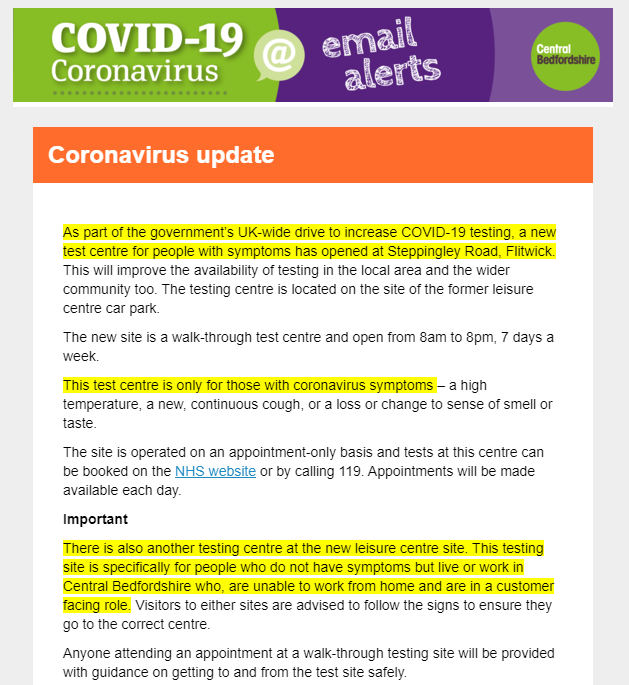 COVID-19
Coronavirus
@
email
alerts
Central
Bedfordshire
Coronavirus update
As part of the government's UK-wide drive to increase COVID-19 testing, a new
test centre for people with symptoms has opened at Steppingley Road, Flitwick.
This will improve the availability of testing in the local area and the wider
community too. The testing centre is located on the site of the former leisure
centre car park.
The new site is a walk-through test centre and open from 8am to 8pm, 7 days a
week.
This test centre is only for those with coronavirus symptoms – a high
temperature, a new, continuous cough, or a loss or change to sense of smell or
taste.
The site is operated on an appointment-only basis and tests at this centre can
be booked on the NHS website or by calling 119. Appointments will be made
available each day.
Important
There is also another testing centre at the new leisure centre site. This testing
site is specifically for people who do not have symptoms but live or work in
Central Bedfordshire who, are unable to work from home and are in a customer
facing role. Visitors to either sites are advised to follow the signs to ensure they
go to the correct centre.
Anyone attending an appointment at a walk-through testing site will be provided
with guidance on getting to and from the test site safely.